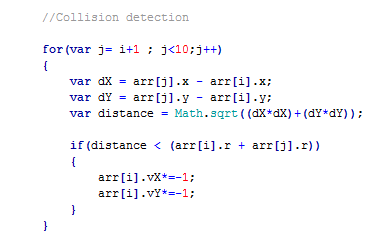 //Collision detection
for(var j= i+1 ; j<10;j++)
{
var dX = arr[j].x - arr[i].x;
var dY = arr[j].y - arr[i].y;
var distance = Math.sqrt((dX*dX)+(dY*dY));
if(distance < (arr[i].r + arr[j].r))
{
arr[i].vX*=-1;
arr[i].vY*=-1;
}
}